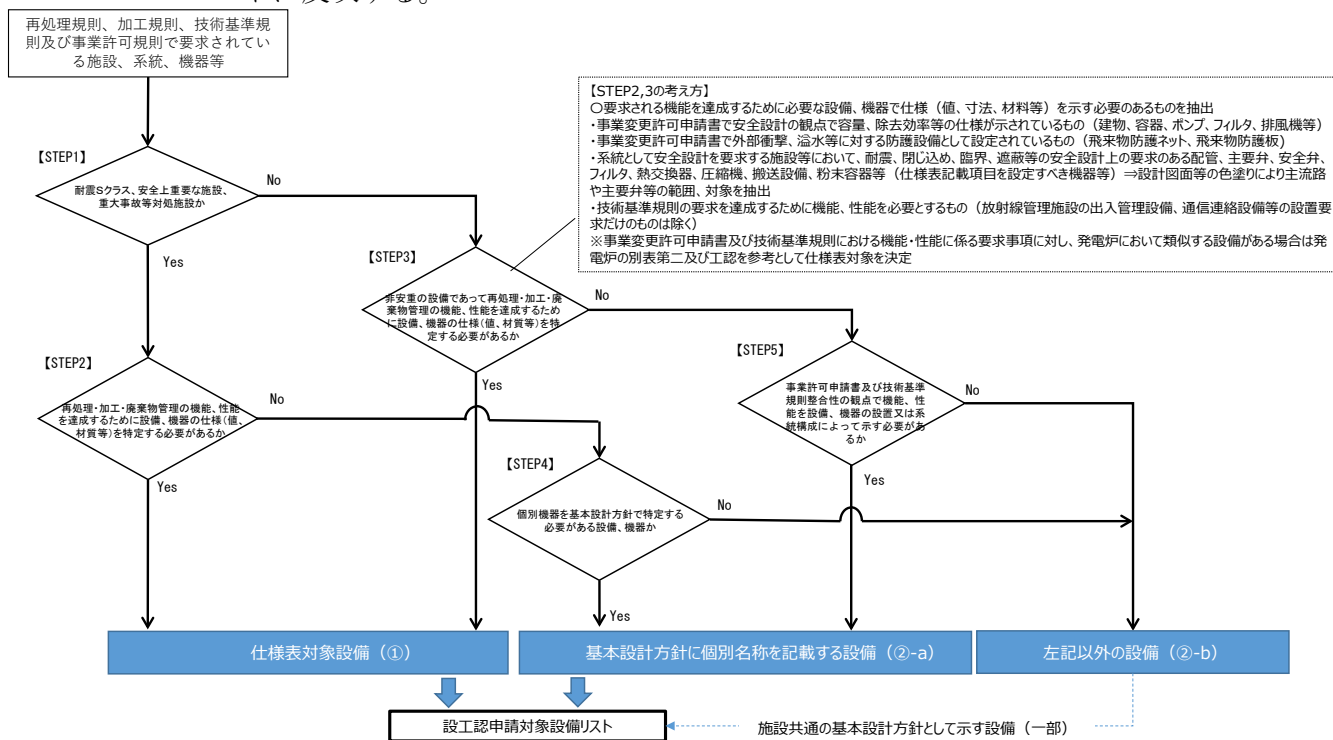 再処理規則、加工規則、技術基準規
則及び事業許可規則で要求されてい
る施設、系統、機器等
【STEP2,3の考え方】
〇要求される機能を達成するために必要な設備、機器で仕様（値、寸法、材料等）を示す必要のあるものを抽出
・事業変更許可申請書で安全設計の観点で容量、除去効率等の仕様が示されているもの（建物、容器、ポンプ、フィルタ、排風機等）
・事業変更許可申請書で外部衝撃、溢水等に対する防護設備として設定されているもの（飛来物防護ネット、飛来物防護板）
・系統として安全設計を要求する施設等において、耐震、閉じ込め、臨界、遮蔽等の安全設計上の要求のある配管、主要弁、安全弁、
フィルタ、熱交換器、圧縮機、搬送設備、粉末容器等（仕様表記載項目を設定すべき機器等）⇒設計図面等の色塗りにより主流路
や主要弁等の範囲、対象を抽出
・技術基準規則の要求を達成するために機能、性能を必要とするもの（放射線管理施設の出入管理設備、通信連絡設備等の設置要
求だけのものは除く）
※事業変更許可申請書及び技術基準規則における機能・性能に係る要求事項に対し、発電炉において類似する設備がある場合は発
電炉の別表第二及び工認を参考として仕様表対象を決定
【STEP1】
耐震Sクラス、安全上重要な施設、
重大事故等対処施設か
No
Yes
【STEP3】
非安重の設備であって再処理・加工・廃
棄物管理の機能、性能を達成するため
に設備、機器の仕様（値、材質等）を特
定する必要があるか
No
Yes
【STEP2】
再処理・加工・廃棄物管理の機能、性能
を達成するために設備、機器の仕様（値、
材質等）を特定する必要があるか
No
Yes
【STEP5】
事業許可申請書及び技術基準
規則整合性の観点で機能、性
能を設備、機器の設置又は系
統構成によって示す必要があ
るか
No
Yes
【STEP4】
個別機器を基本設計方針で特定する
必要がある設備、機器か
No
Yes
仕様表対象設備（①）
基本設計方針に個別名称を記載する設備（②-a）
左記以外の設備（②-b）
設工認申請対象設備リスト
施設共通の基本設計方針として示す設備（一部）